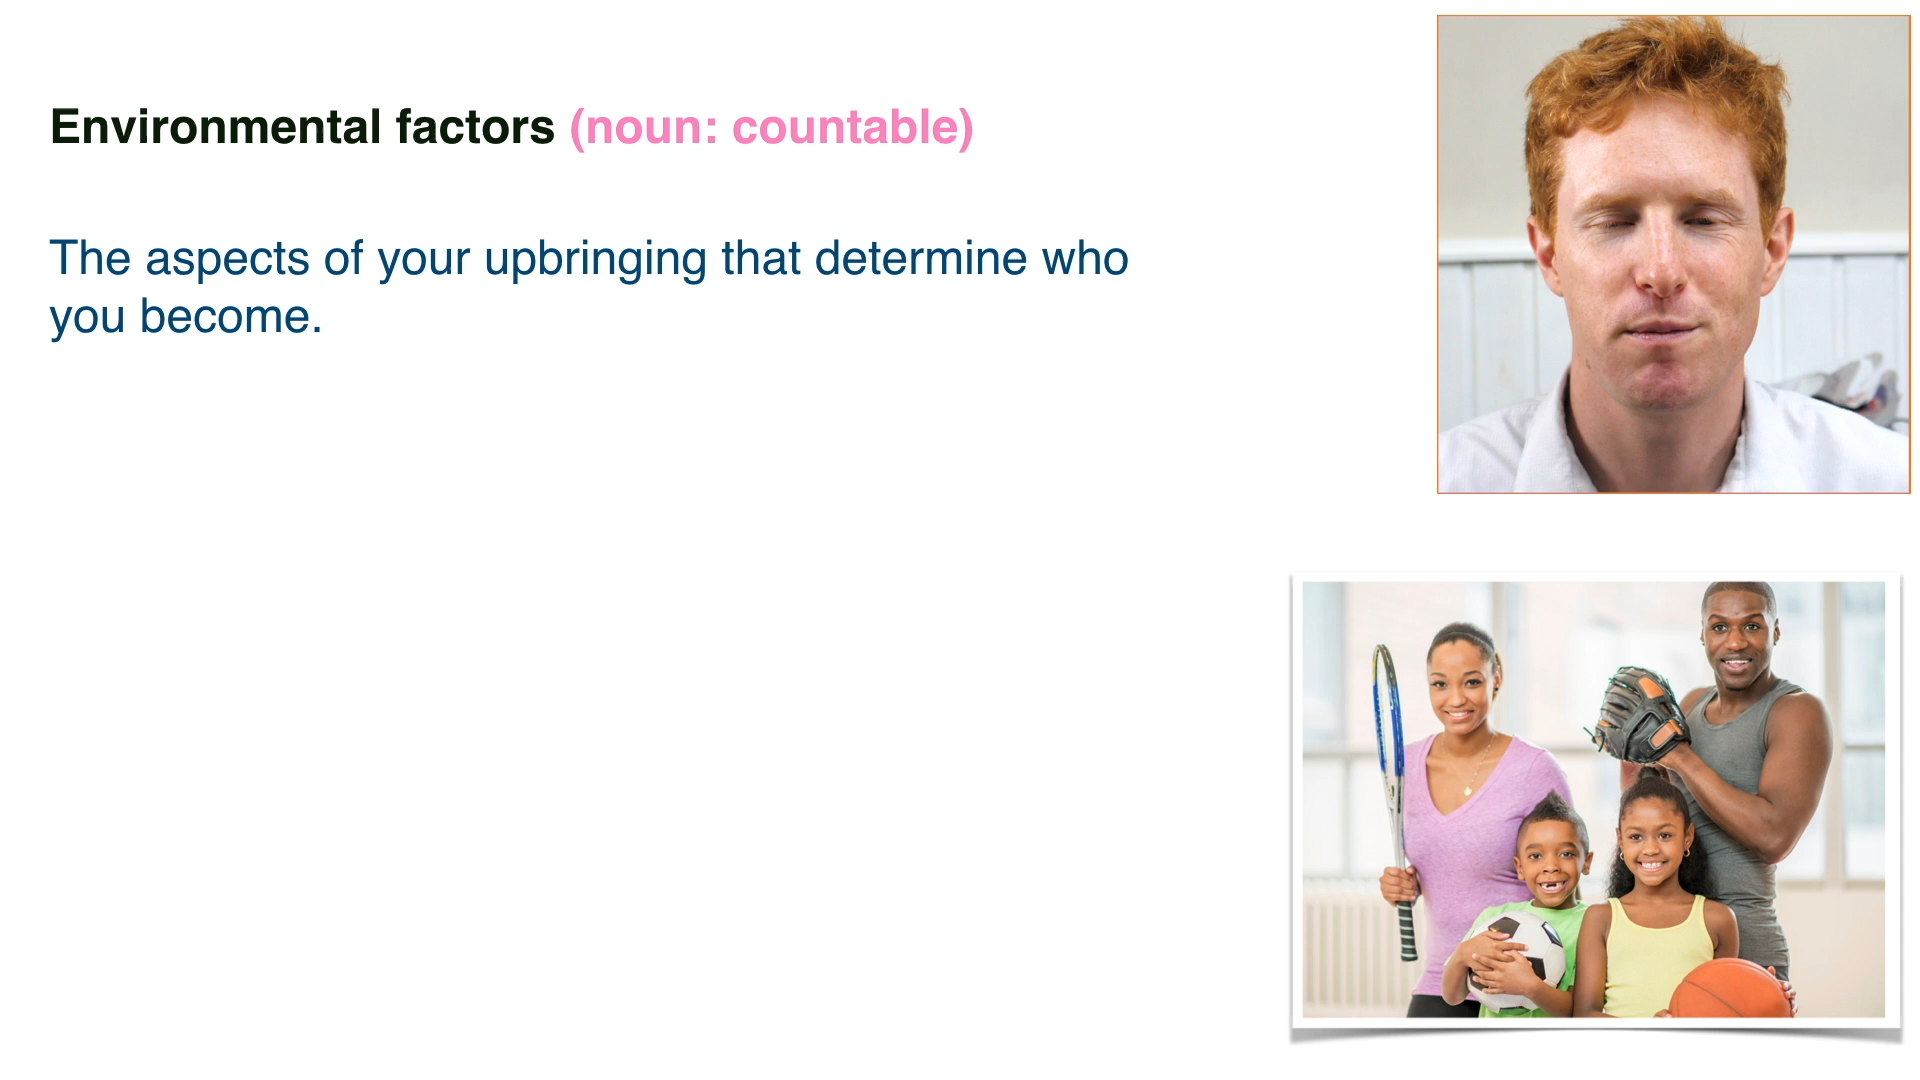 Environmental factors (noun: countable)
The aspects of your upbringing that determine who
you become.